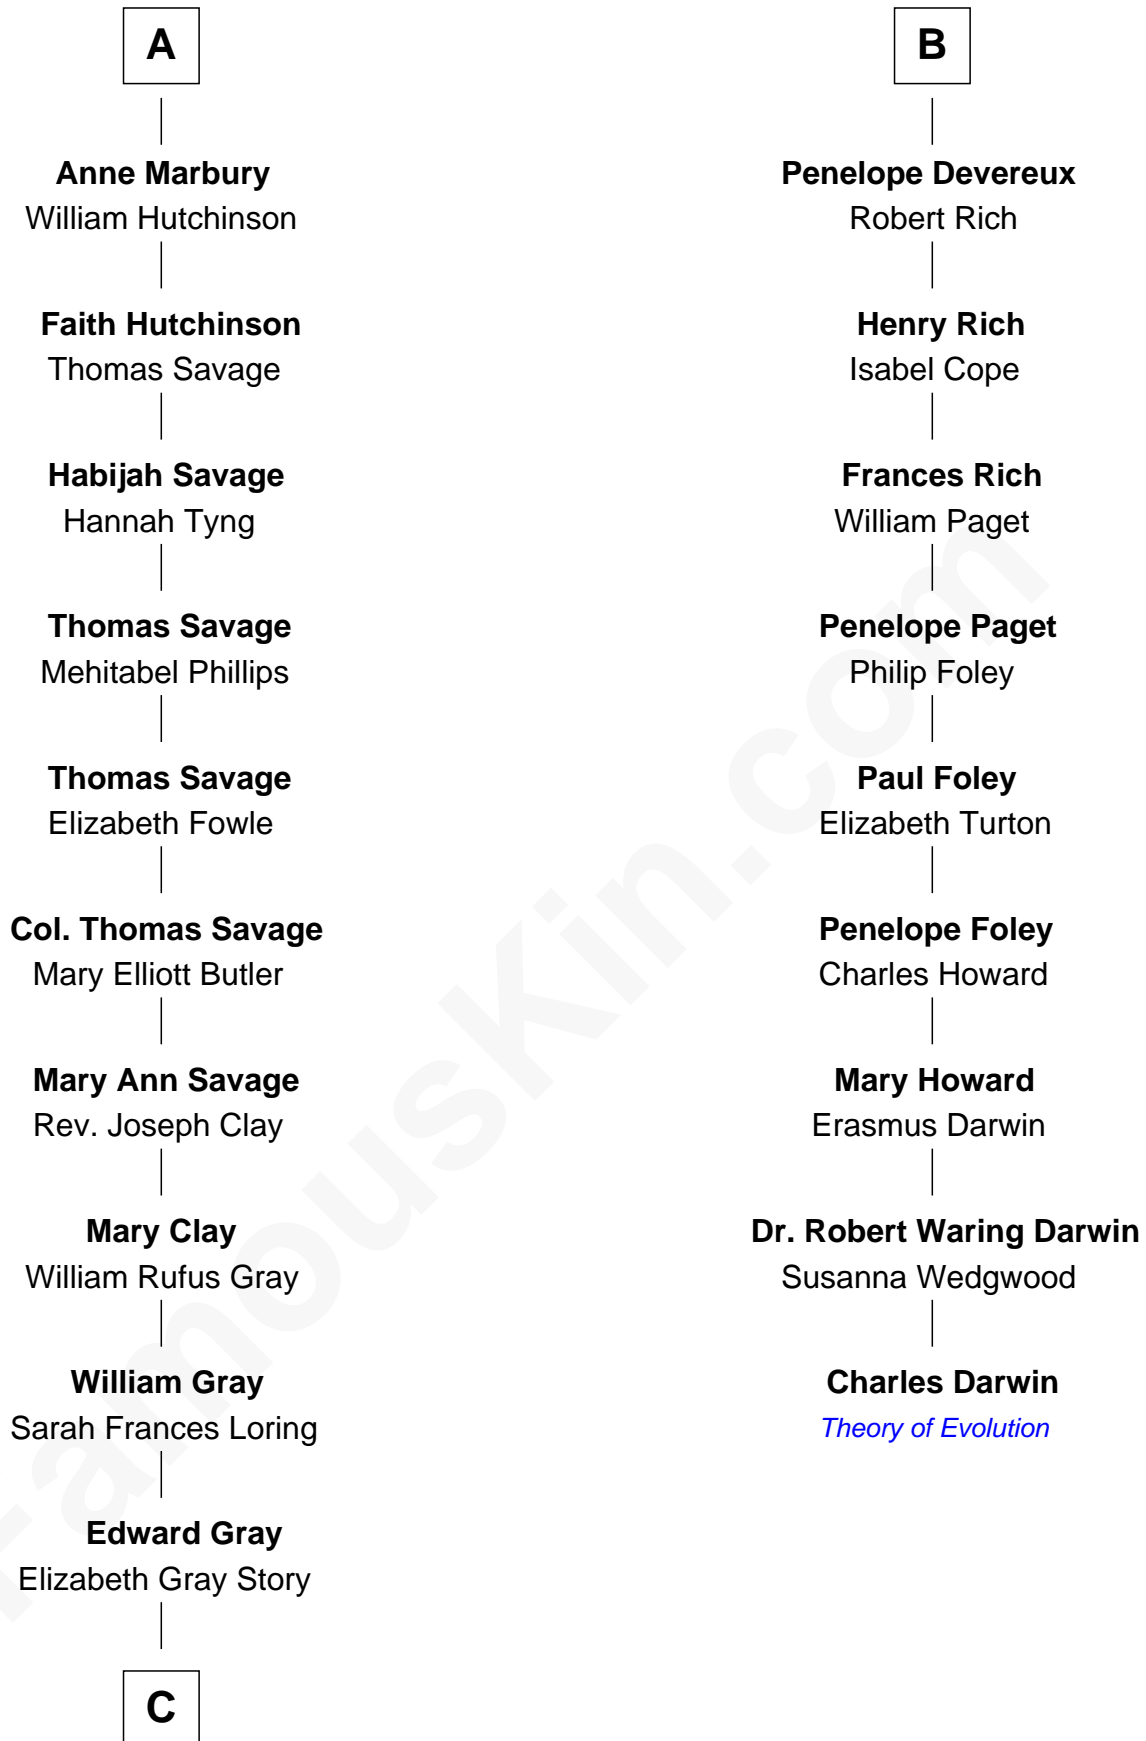 A
Anne Marbury
William Hutchinson
Faith Hutchinson
Thomas Savage
Habijah Savage
Hannah Tyng
Thomas Savage
Mehitabel Phillips
Thomas Savage
Elizabeth Fowle
Col. Thomas Savage
Mary Elliott Butler
Mary Ann Savage
Rev. Joseph Clay
Mary Clay
William Rufus Gray
William Gray
Sarah Frances Loring
Edward Gray
Elizabeth Gray Story
C
B
Penelope Devereux
Robert Rich
Henry Rich
Isabel Cope
Frances Rich
William Paget
Penelope Paget
Philip Foley
Paul Foley
Elizabeth Turton
Penelope Foley
Charles Howard
Mary Howard
Erasmus Darwin
Dr. Robert Waring Darwin
Susanna Wedgwood
Charles Darwin
Theory of Evolution
FamousKin.com